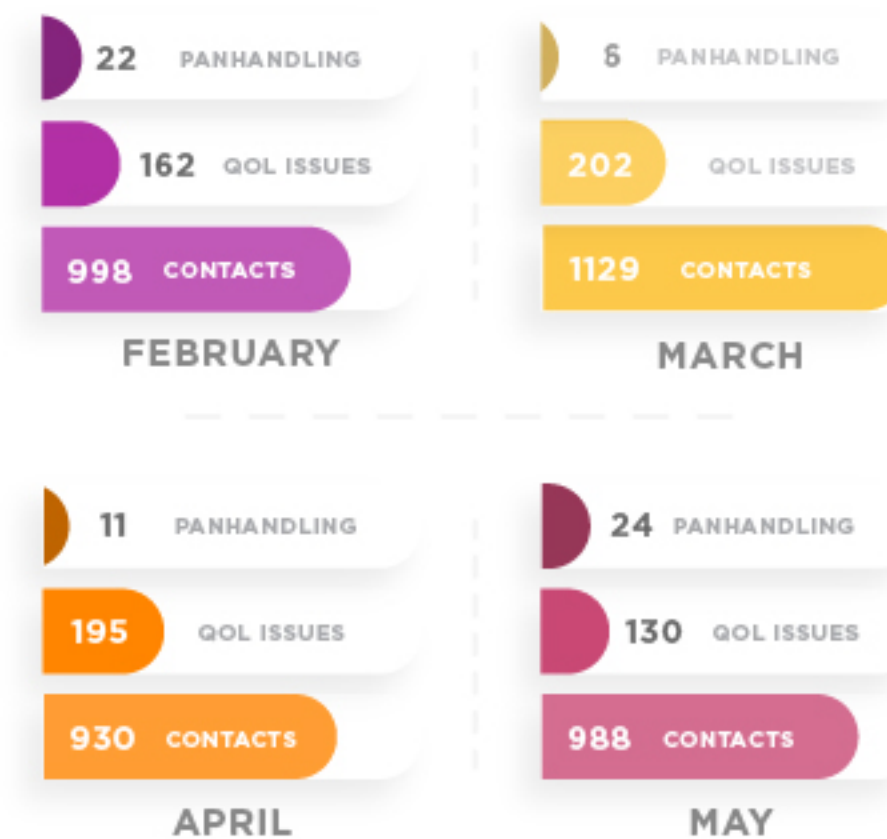 22 PANHANDLING
162 QOL ISSUES
998 CONTACTS
FEBRUARY
6 PANHANDLING
202 QOL ISSUES
1129 CONTACTS
MARCH
11 PANHANDLING
195 QOL ISSUES
930 CONTACTS
APRIL
24 PANHANDLING
130 QOL ISSUES
988 CONTACTS
MAY